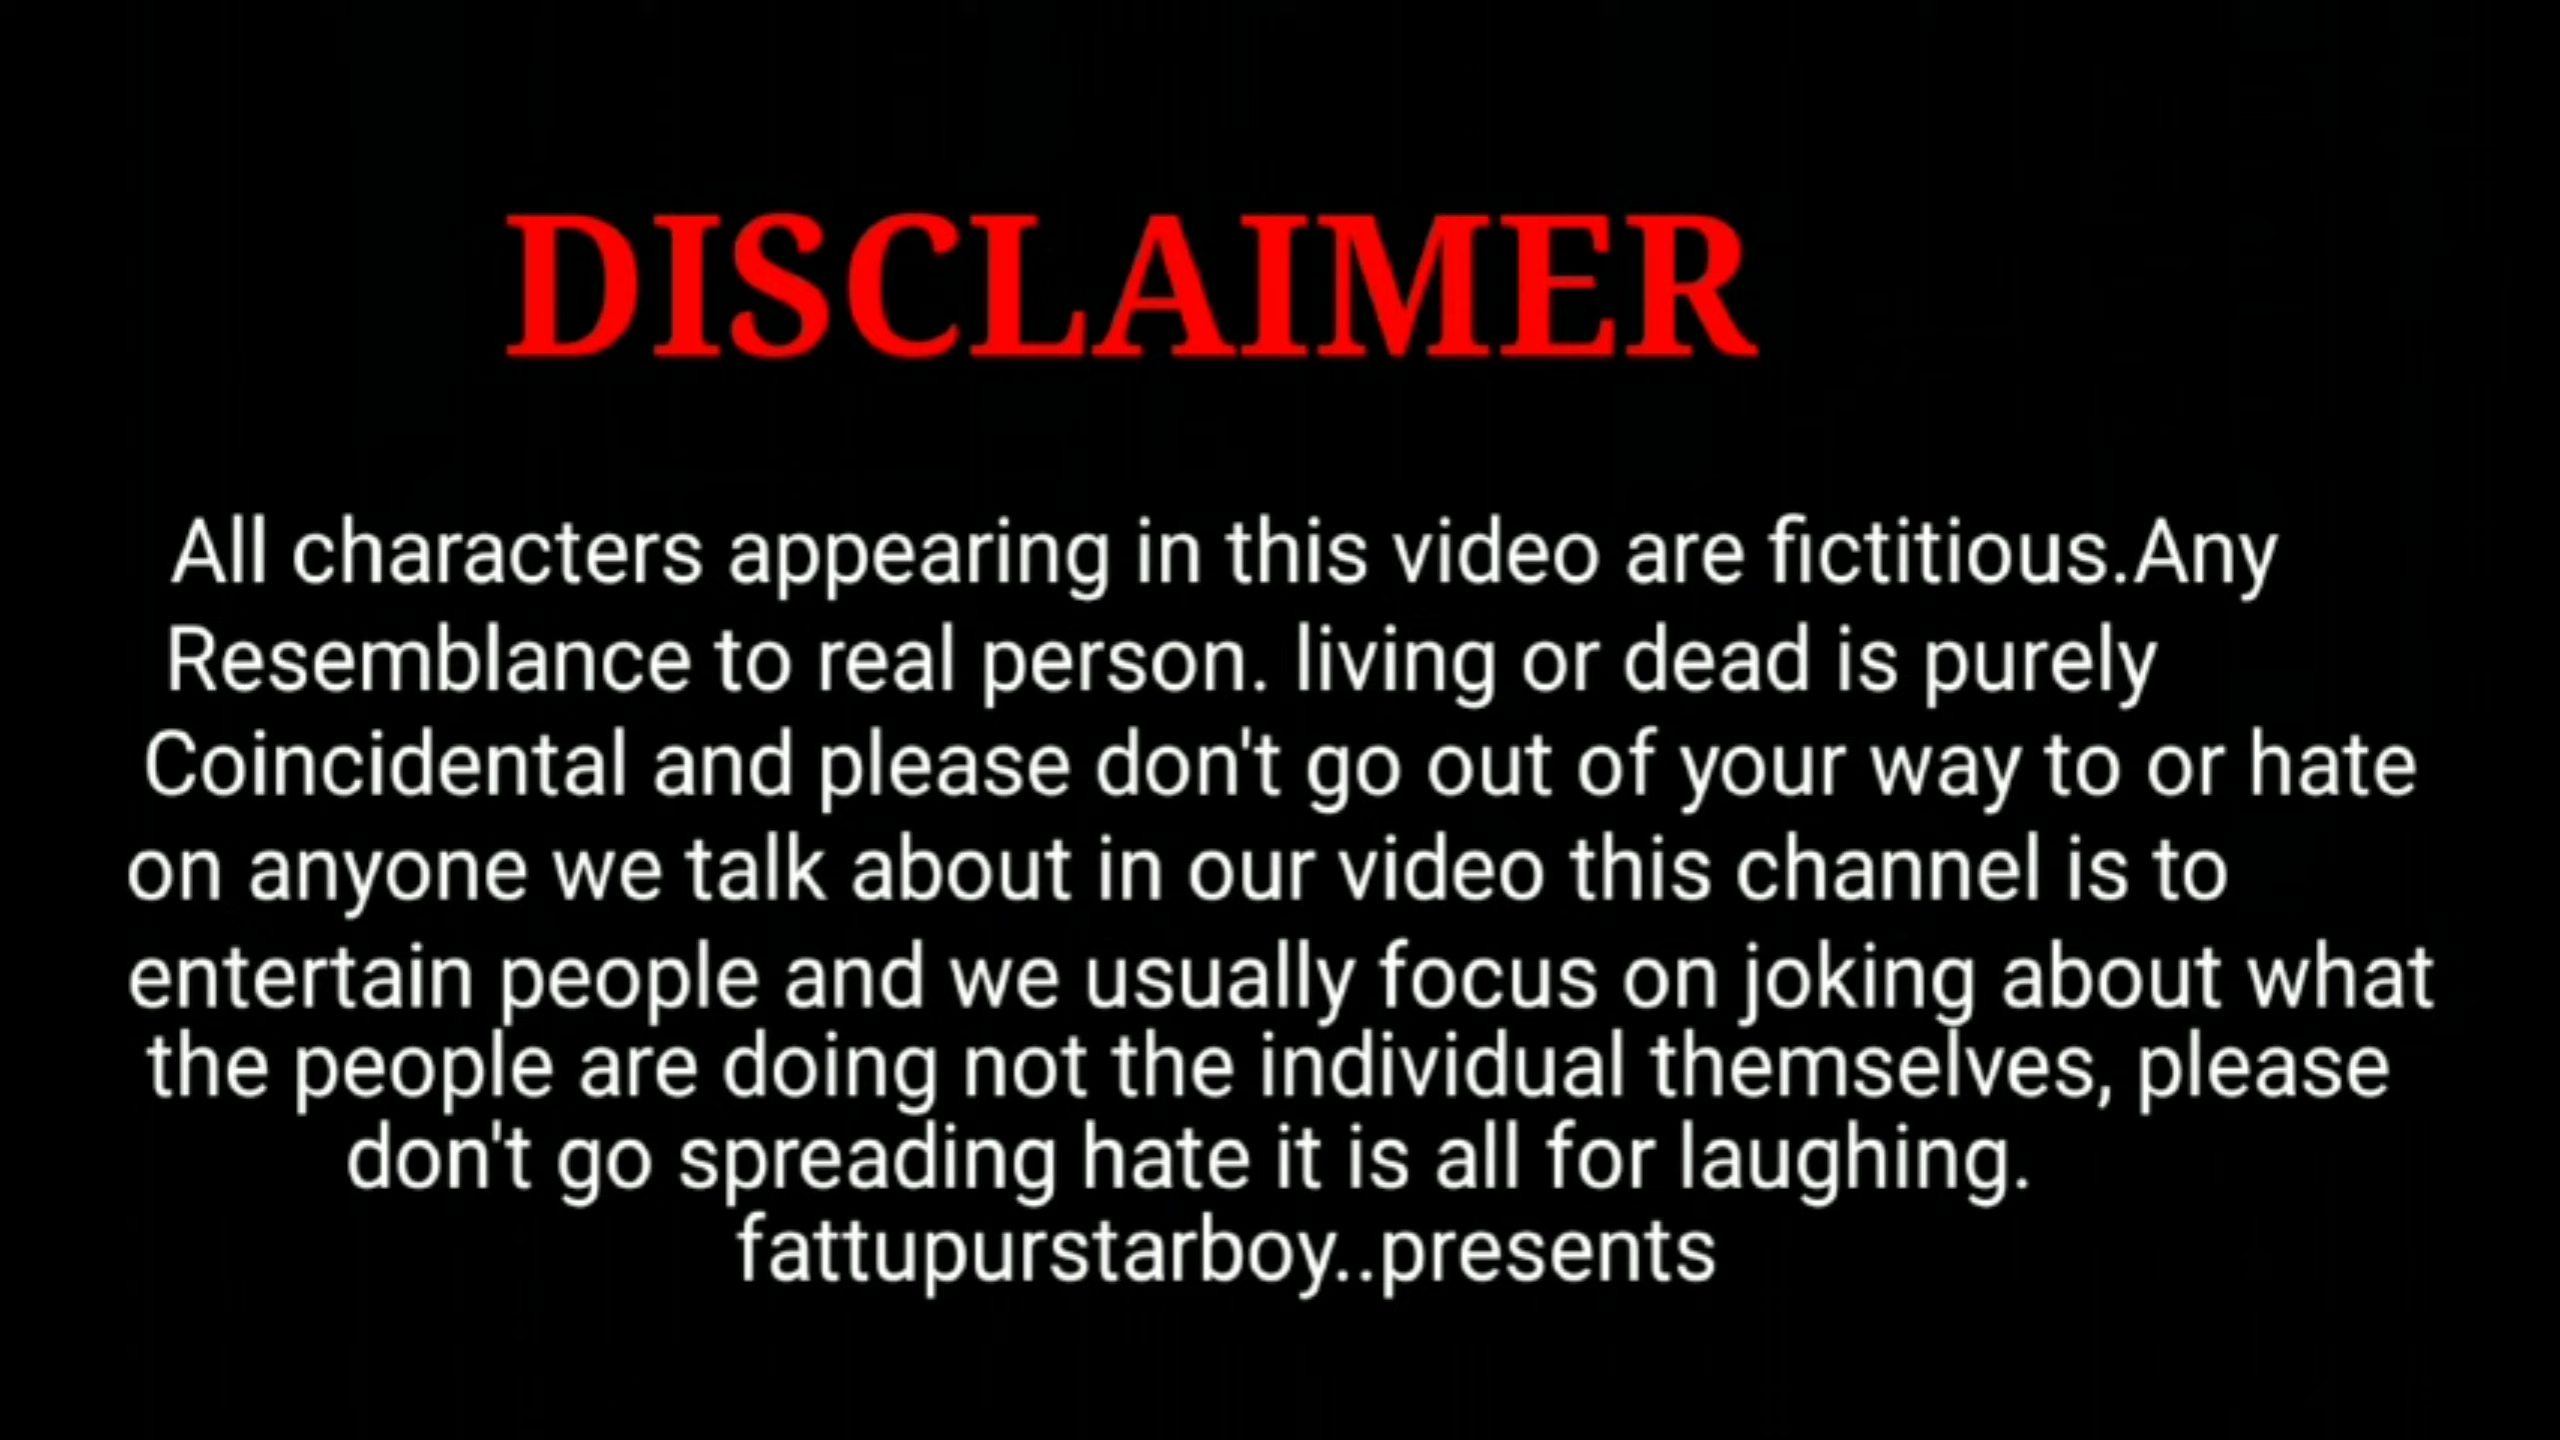 DISCLAIMER
All characters appearing in this video are fictitious.Any
Resemblance to real person. living or dead is purely
Coincidental and please don't go out of your way to or hate
on anyone we talk about in our video this channel is to
entertain people and we usually focus on joking about what
the people are doing not the individual themselves, please
don't go spreading hate it is all for laughing.
fattupurstarboy..presents